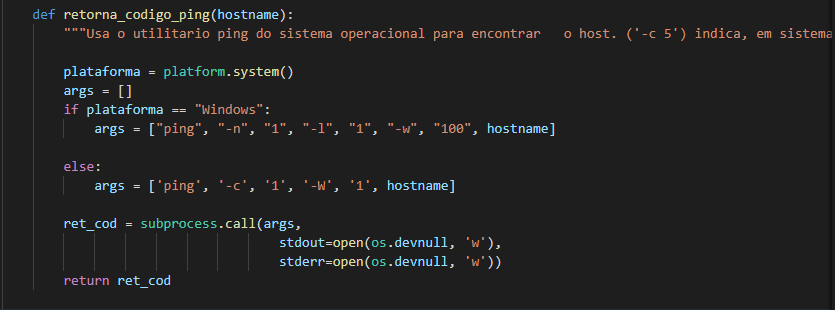 def retorna_codigo_ping(hostname):
"""Usa o utilitario ping do sistema operacional para encontrar   o host. ('-c 5') indica, em sistema
plataforma = platform.system()
args = []
if plataforma == "Windows":
args = ["ping", "-n", "1", "-l", "1", "-w", "100", hostname]
else:
args = ['ping', '-c', '1', '-W', '1', hostname]
ret_cod = subprocess.call(args,
stdout=open(os.devnull, 'w'),
stderr=open(os.devnull, 'w'))
return ret_cod